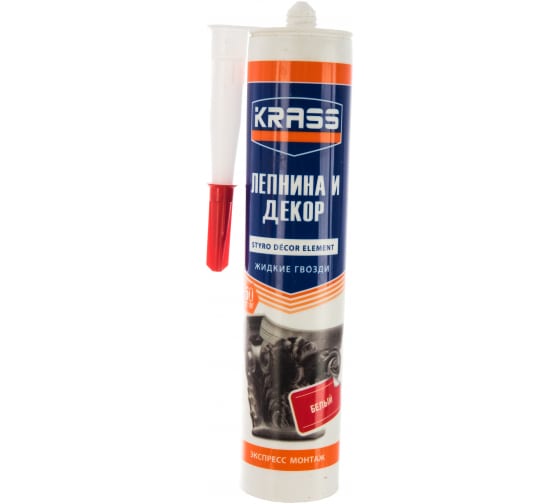 KRASS
ЛЕПНИНА И
ДЕКОР
STYRO DÉCOR ELEMENT
ЖИДКИЕ ГВОЗДИ
БЕЛЫЙ
ЭКСПРЕСС МОНТАЖ